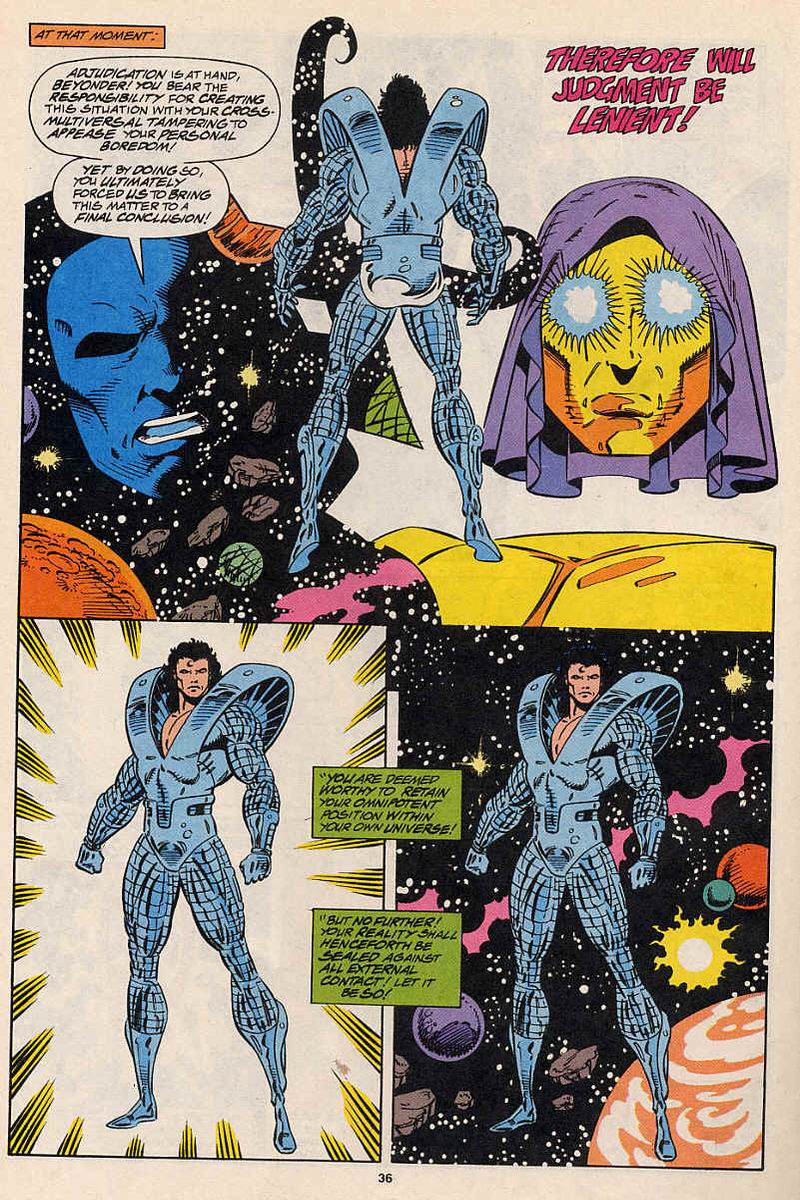 AT THAT MOMENT:
ADJUDICATION IS AT HAND,
BEYONDER! YOU BEAR THE
RESPONSIBILITY FOR CREATING
THIS SITUATION WITH YOUR CROSS-
MULTIVERSAL TAMPERING TO
APPEASE YOUR PERSONAL
BOREDOM!
YET BY DOING SO,
YOU ULTIMATELY
FORCED US TO BRING
THIS MATTER TO A
FINAL CONCLUSION!
THEREFORE WILL
JUDGMENT BE
LENIENT!
"YOU ARE DEEMED
WORTHY TO RETAIN
YOUR OMNIPOTENT
POSITION WITHIN
YOUR OWN UNIVERSE!
"BUT NO FURTHER!
YOUR REALITY SHALL
HENCEFORTH BE
SEALED AGAINST
ALL EXTERNAL
CONTACT! LET IT
BE SO!
36